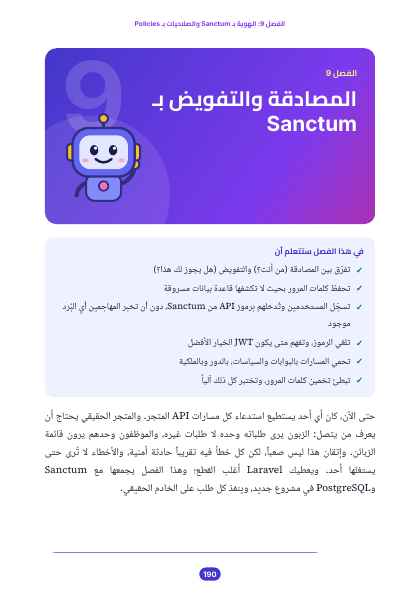 الفصل 9: الهوية بـ Sanctum والصلاحيات بـ Policies
9
الفصل 9
المصادقة والتفويض بـ
Sanctum
في هذا الفصل ستتعلم أن
✓ تفرّق بين المصادقة (من أنت؟) والتفويض (هل يجوز لك هذا؟)
✓ تحفظ كلمات المرور بحيث لا تكشفها قاعدة بيانات مسروقة
✓ تسجّل المستخدمين وتُدخلهم برموز API من Sanctum، دون أن تخبر المهاجمين أي البُرد
موجود
✓ تلغي الرموز، وتفهم متى يكون JWT الخيار الأفضل
✓ تحمي المسارات بالبوابات والسياسات، بالدور وبالملكية
✓ تبطئ تخمين كلمات المرور، وتختبر كل ذلك آلياً
حتى الآن، كان أي أحد يستطيع استدعاء كل مسارات API المتجر. والمتجر الحقيقي يحتاج أن
يعرف من يتصل: الزبون يرى طلباته وحده لا طلبات غيره، والموظفون وحدهم يرون قائمة
الزبائن. وإتقان هذا ليس صعباً، لكن كل خطأ فيه تقريباً حادثة أمنية، والأخطاء لا تُرى حتى
يستغلها أحد. ويعطيك Laravel أغلب القطع؛ وهذا الفصل يجمعها مع Sanctum
وPostgreSQL في مشروع جديد، وينفذ كل طلب على الخادم الحقيقي.
190